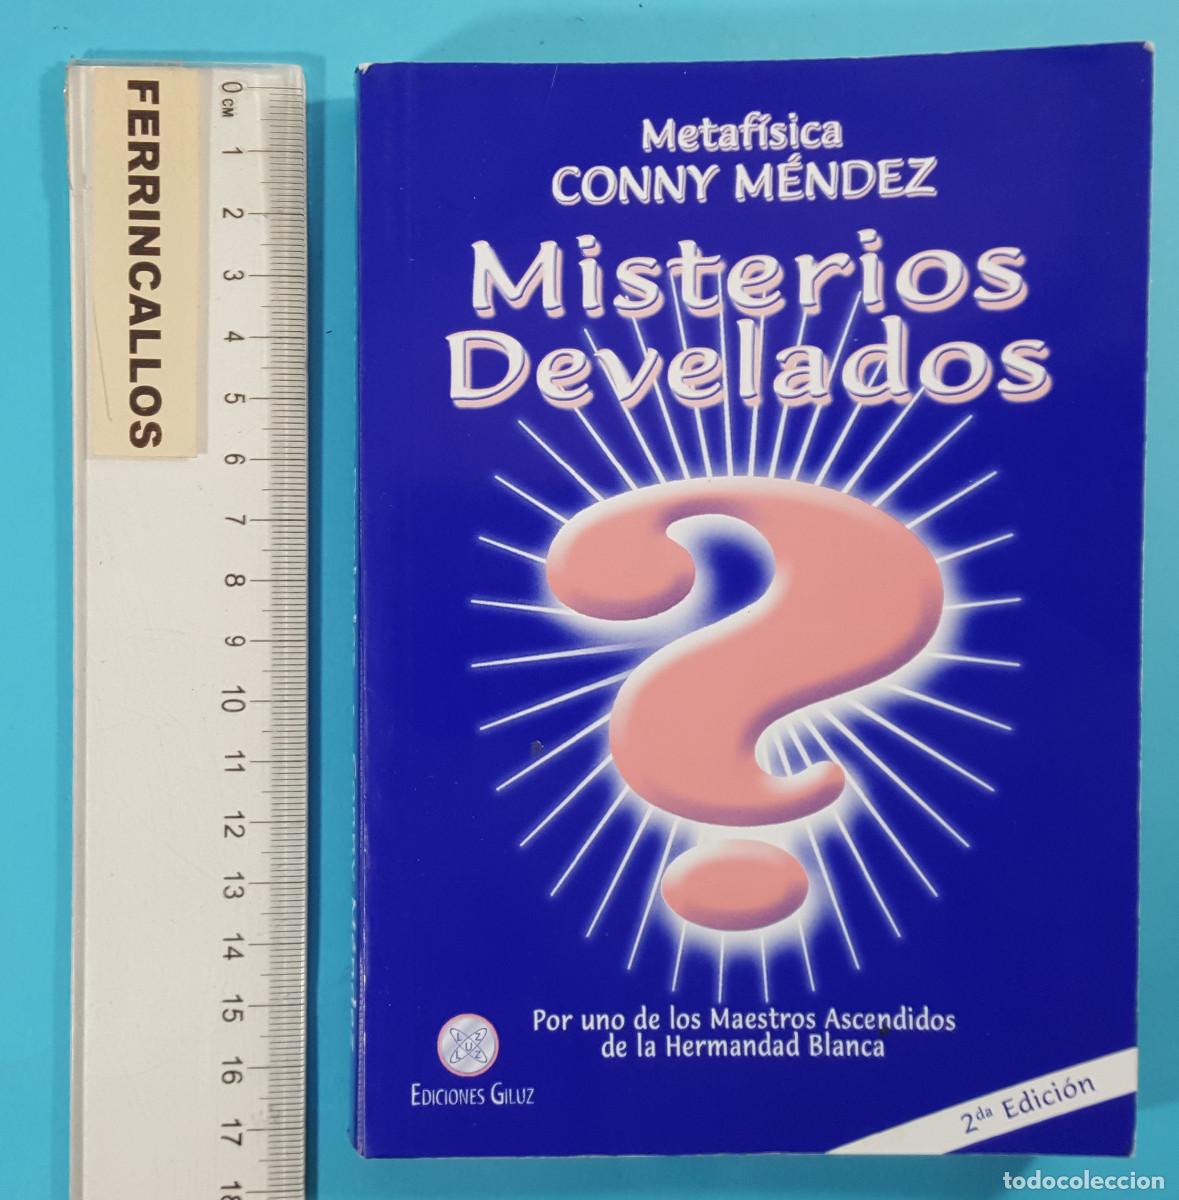 FERRINCALLOS
0 CM
1
2
3
4
5
6
7
8
9
10
11
12
13
14
15
16
17
18
Metafísica
CONNY MÉNDEZ
Misterios
Develados
?
Por uno de los Maestros Ascendidos
de la Hermandad Blanca
LUZ
LUZ
EDICIONES GILUZ
2da Edición
todocoleccion